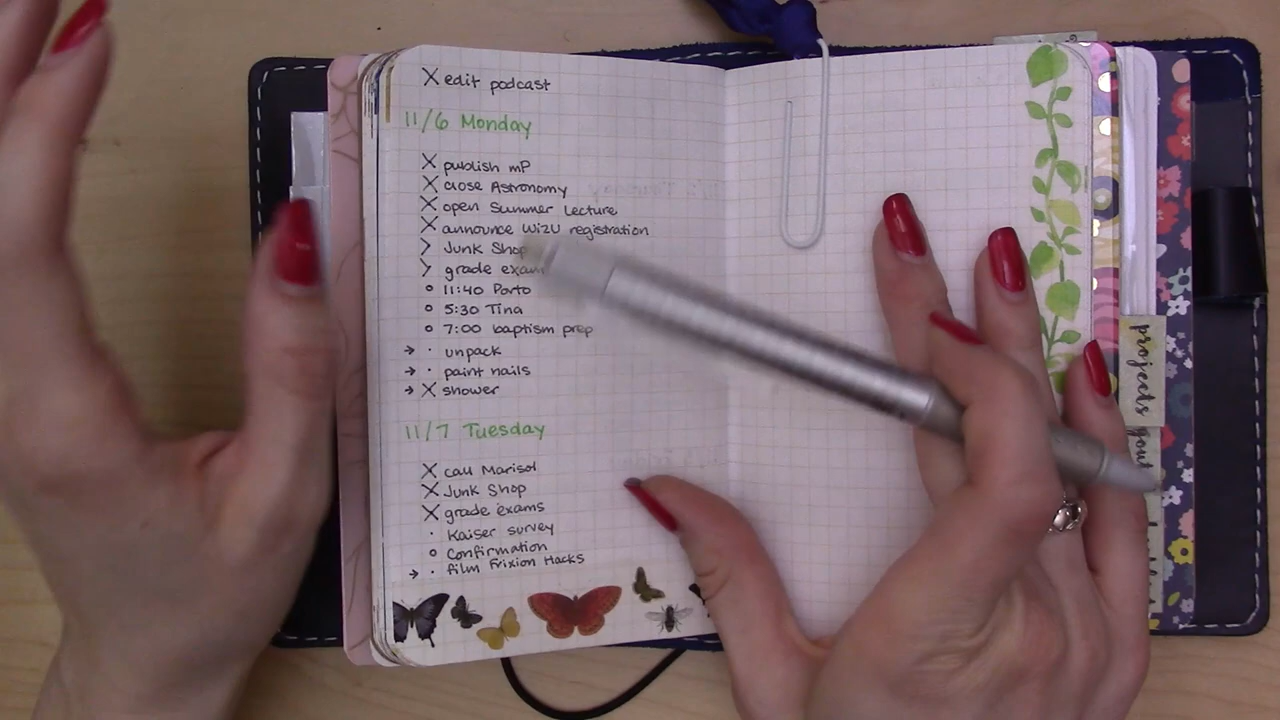 X edit podcast
11/6 Monday
X publish mP
X close Astronomy
X open Summer Lecture
X announce WizU registration
> Junk Shop
> grade exam
o 11:40 Porto
o 5:30 Tina
o 7:00 baptism prep
→ · unpack
→ · paint nails
→ X shower
11/7 Tuesday
X call Marisol
X Junk Shop
X grade exams
· Kaiser survey
o Confirmation
→ · film Frixion Hacks
projects